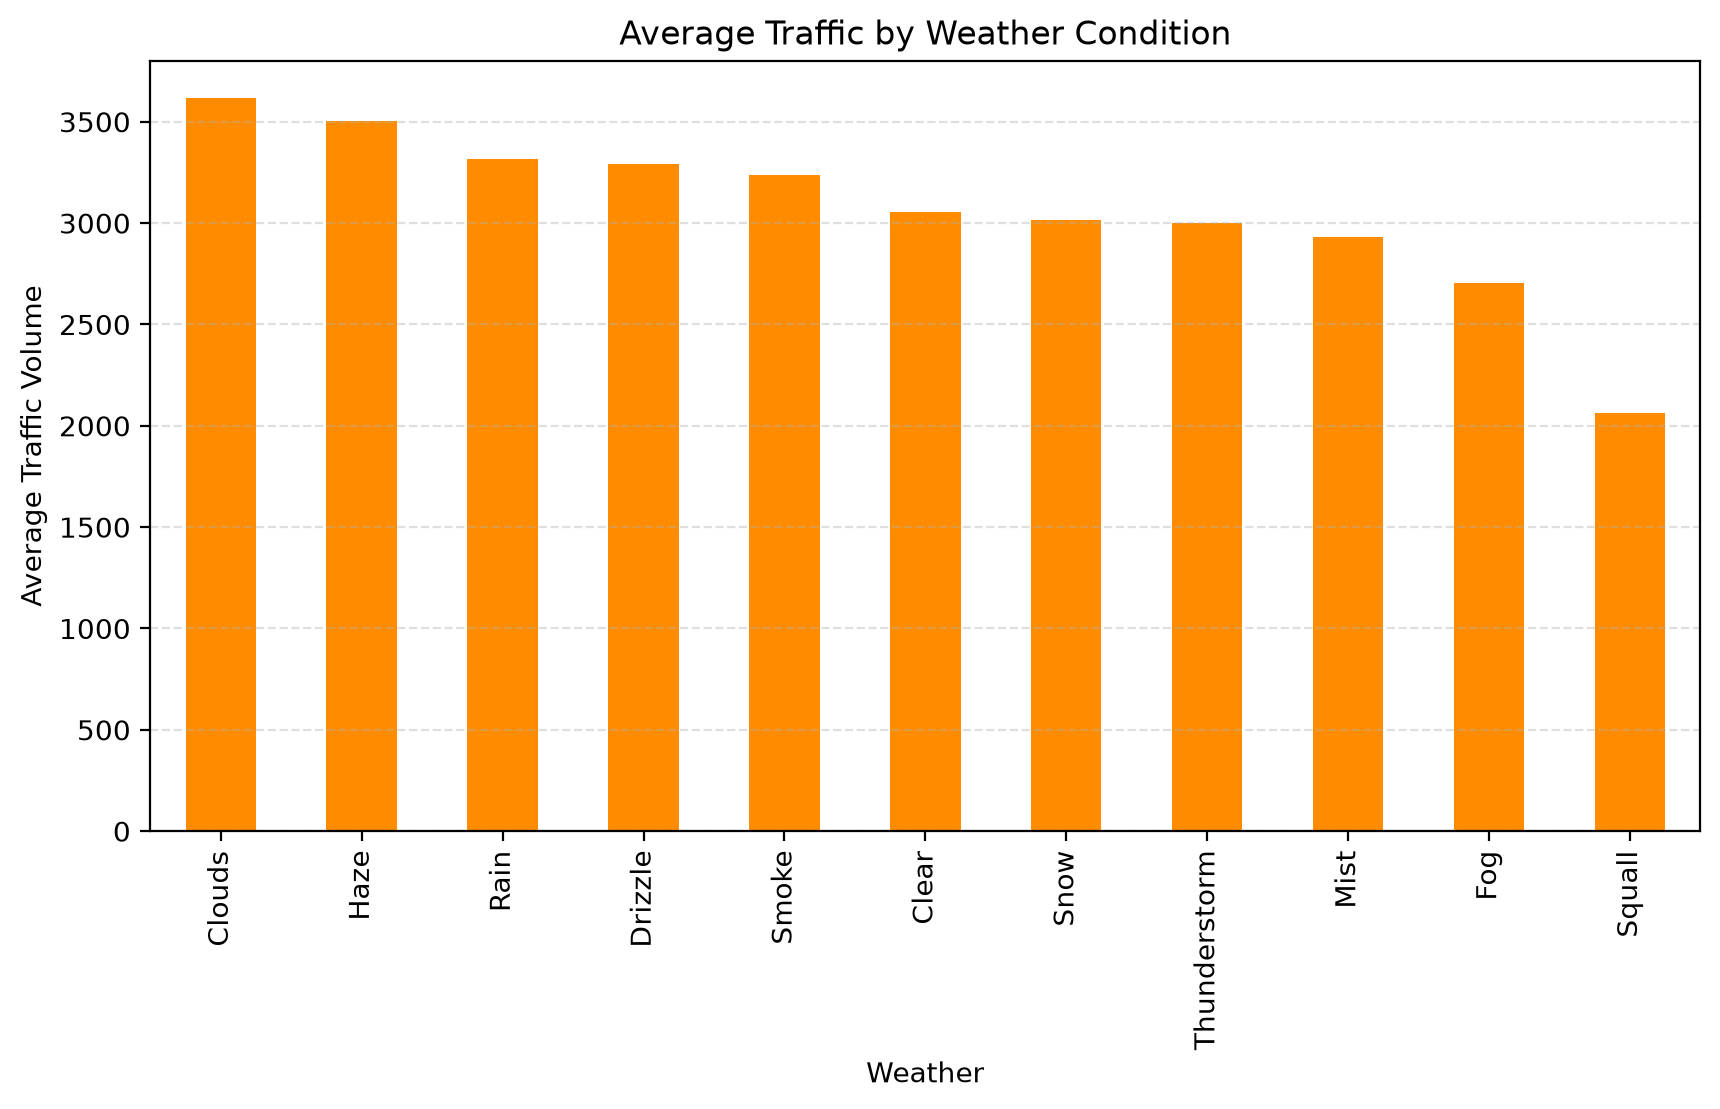 Average Traffic by Weather Condition
Average Traffic Volume
3500
3000
2500
2000
1500
1000
500
0
Clouds
Haze
Rain
Drizzle
Smoke
Clear
Snow
Thunderstorm
Mist
Fog
Squall
Weather